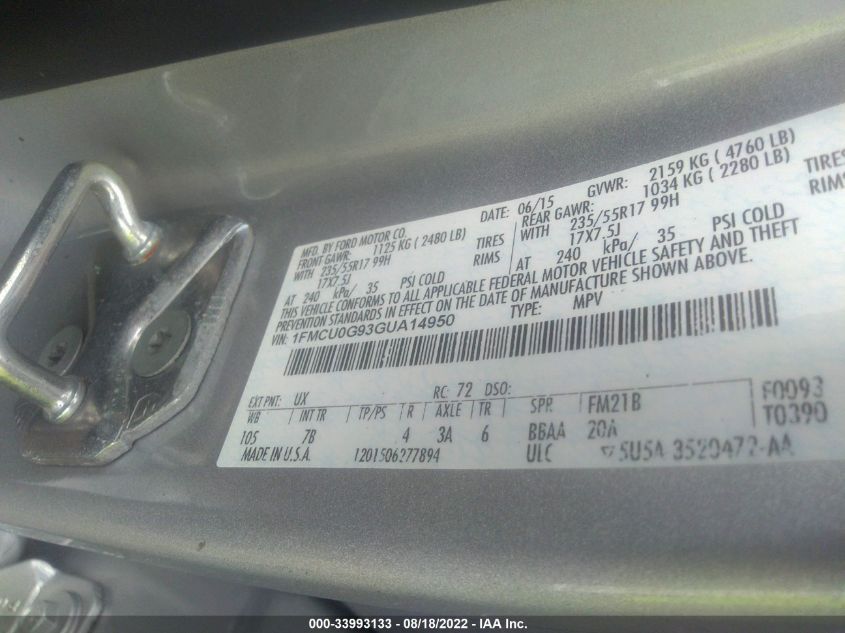 MFD. BY FORD MOTOR CO.
DATE: 06/15 GVWR: 2159 KG ( 4760 LB)
FRONT GAWR: 1125 KG ( 2480 LB) REAR GAWR: 1034 KG ( 2280 LB)
WITH 235/55R17 99H TIRES WITH 235/55R17 99H TIRES
17X7.5J RIMS 17X7.5J RIMS
AT 240 kPa/ 35 PSI COLD AT 240 kPa/ 35 PSI COLD
THIS VEHICLE CONFORMS TO ALL APPLICABLE FEDERAL MOTOR VEHICLE SAFETY AND THEFT
PREVENTION STANDARDS IN EFFECT ON THE DATE OF MANUFACTURE SHOWN ABOVE.
VIN: 1FMCU0G93GUA14950 TYPE: MPV
EXT PNT: UX RC: 72 DSO:
WB INT TR TP/PS R AXLE TR SPR FM21B F0093
105 7B 4 3A 6 BBAA 20A T0390
MADE IN U.S.A. 1201506277894 ULC 5U5A-3520472-AA
000-33993133 - 08/18/2022 - IAA Inc.